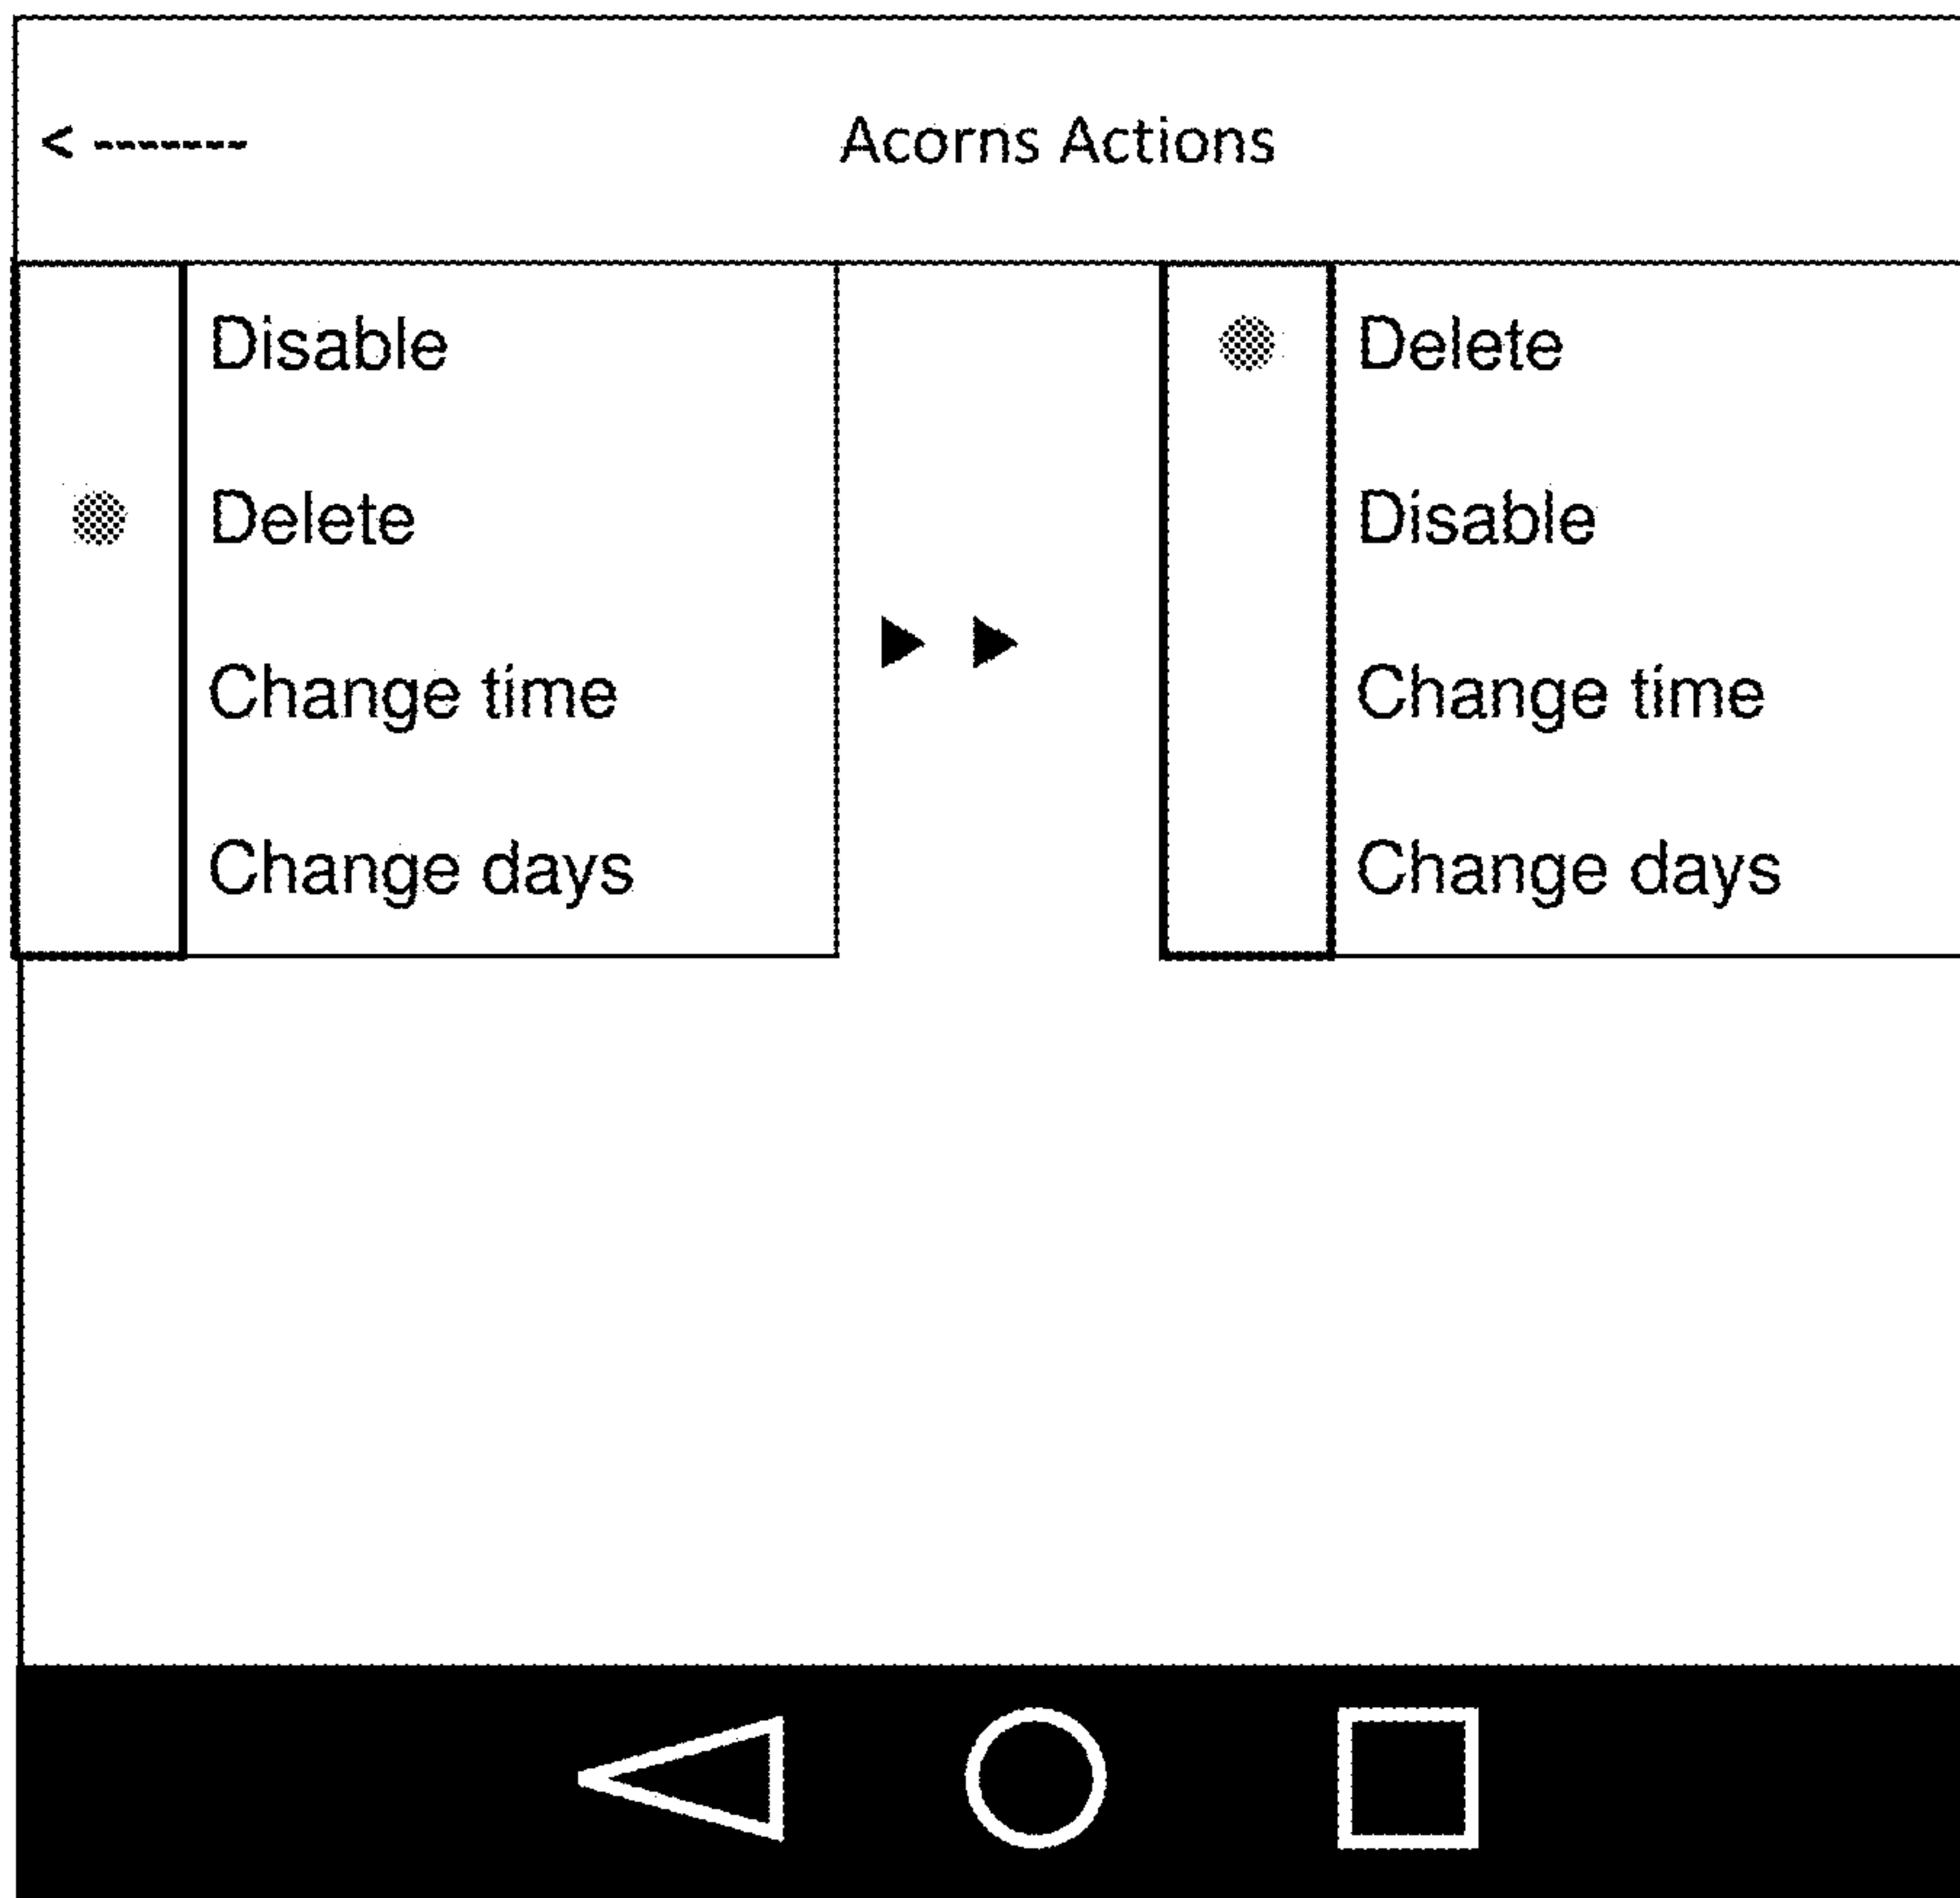 < -------
Acorns Actions
Disable
Delete
Change time
Change days
Delete
Disable
Change time
Change days